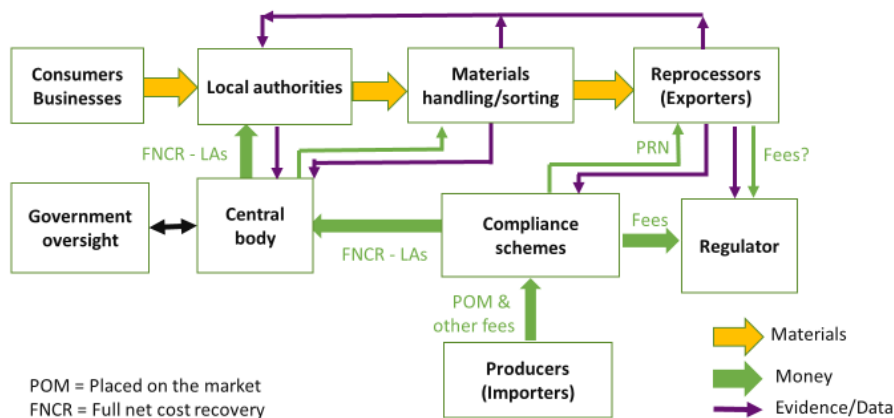 Consumers
Businesses
Local authorities
Materials
handling/sorting
Reprocessors
(Exporters)
FNCR - LAs
PRN
Fees?
Government
oversight
Central
body
FNCR - LAs
Compliance
schemes
Fees
Regulator
POM &
other fees
Producers
(Importers)
Materials
Money
Evidence/Data
POM = Placed on the market
FNCR = Full net cost recovery